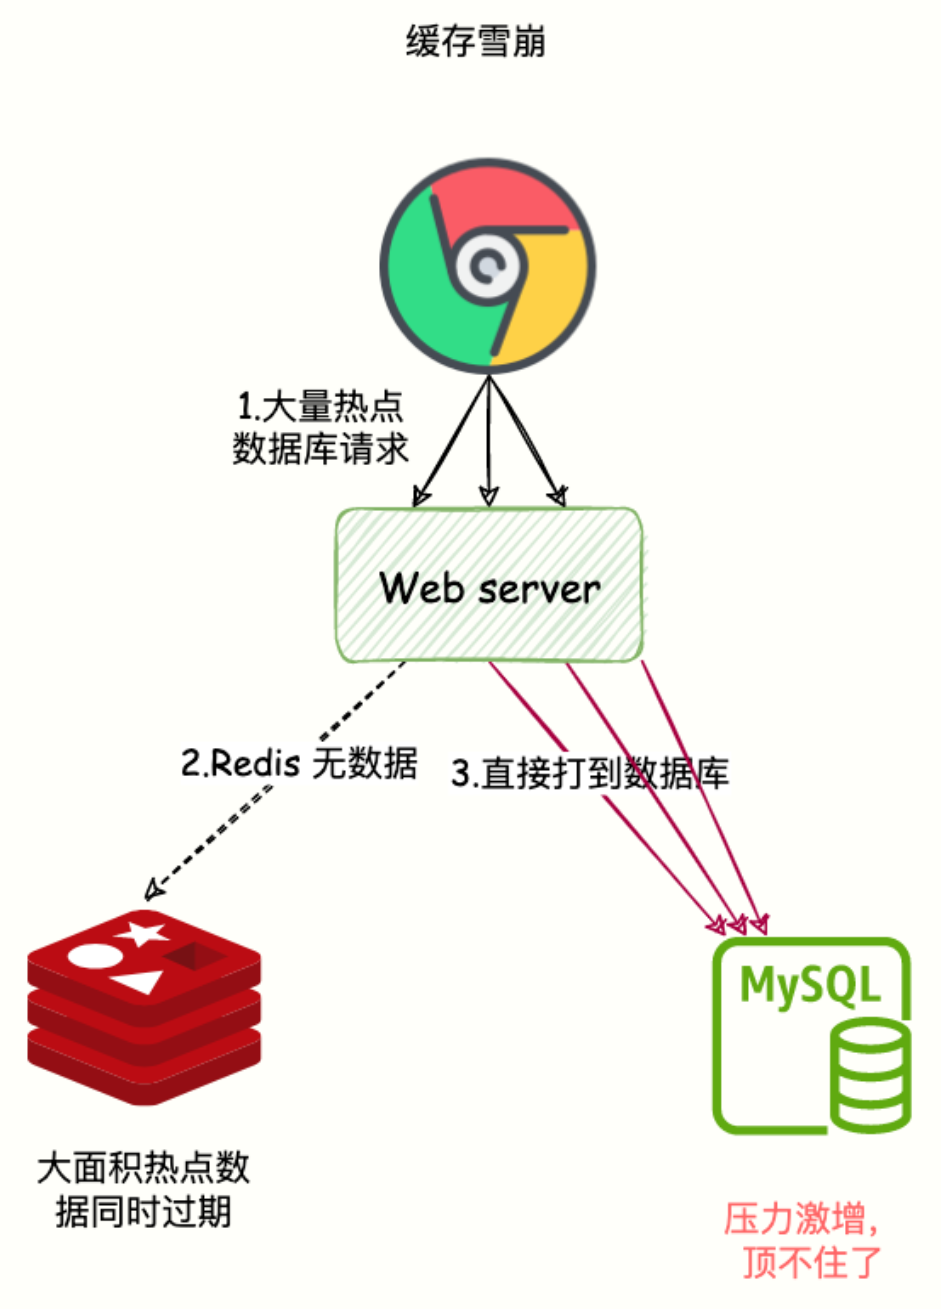 缓存雪崩
1.大量热点
数据库请求
Web server
2.Redis 无数据
3.直接打到数据库
MySQL
大面积热点数
据同时过期
压力激增，
顶不住了